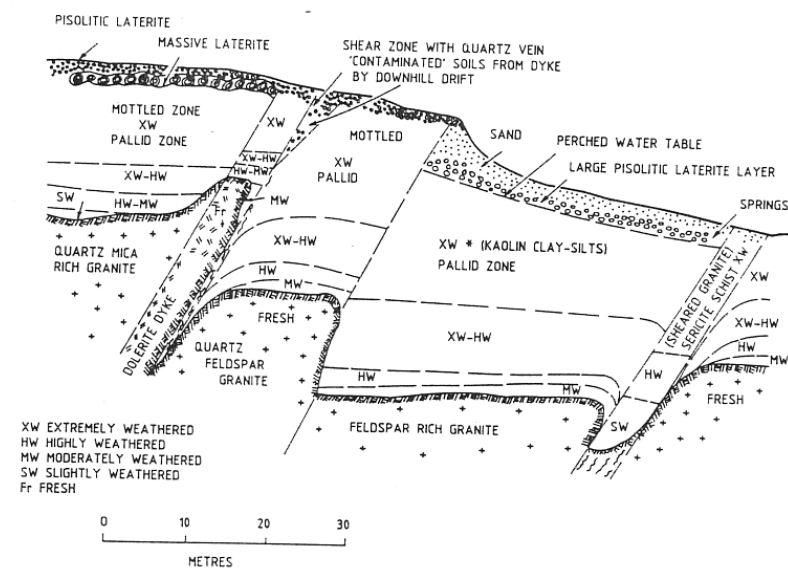 PISOLITIC LATERITE
MASSIVE LATERITE
SHEAR ZONE WITH QUARTZ VEIN
'CONTAMINATED' SOILS FROM DYKE
BY DOWNHILL DRIFT
MOTTLED ZONE
XW
PALLID ZONE
XW
MOTTLED
XW
PALLID
SAND
PERCHED WATER TABLE
LARGE PISOLITIC LATERITE LAYER
SPRINGS
XW-HW
XW-HW
HW-MW
SW
HW-MW
Fr
MW
QUARTZ MICA
RICH GRANITE
DOLERITE DYKE
XW-HW
HW
MW
FRESH
QUARTZ
FELDSPAR
GRANITE
XW * (KAOLIN CLAY-SILTS)
PALLID ZONE
XW-HW
HW
MW
FELDSPAR RICH GRANITE
(SHEARED GRANITE)
SERICITE SCHIST XW
HW
SW
XW
XW-HW
HW
MW
FRESH
XW EXTREMELY WEATHERED
HW HIGHLY WEATHERED
MW MODERATELY WEATHERED
SW SLIGHTLY WEATHERED
Fr FRESH
0 10 20 30
METRES